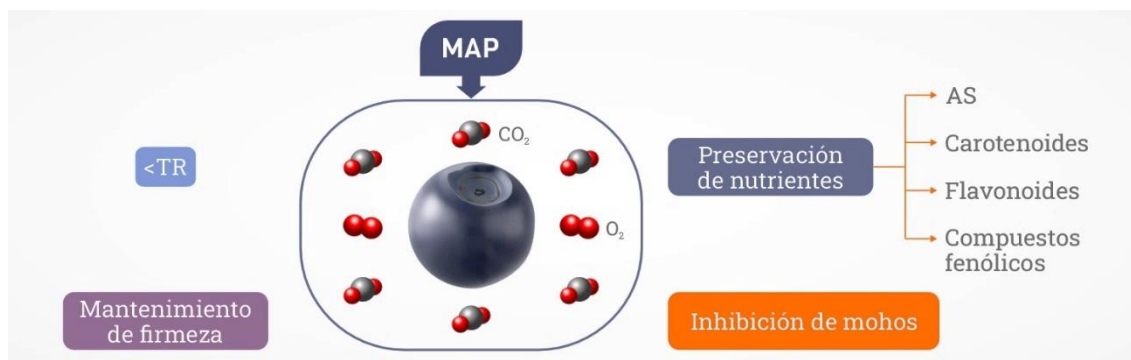 MAP
CO₂
<TR
O₂
Mantenimiento
de firmeza
Preservación
de nutrientes
AS
Carotenoides
Flavonoides
Compuestos
fenólicos
Inhibición de mohos